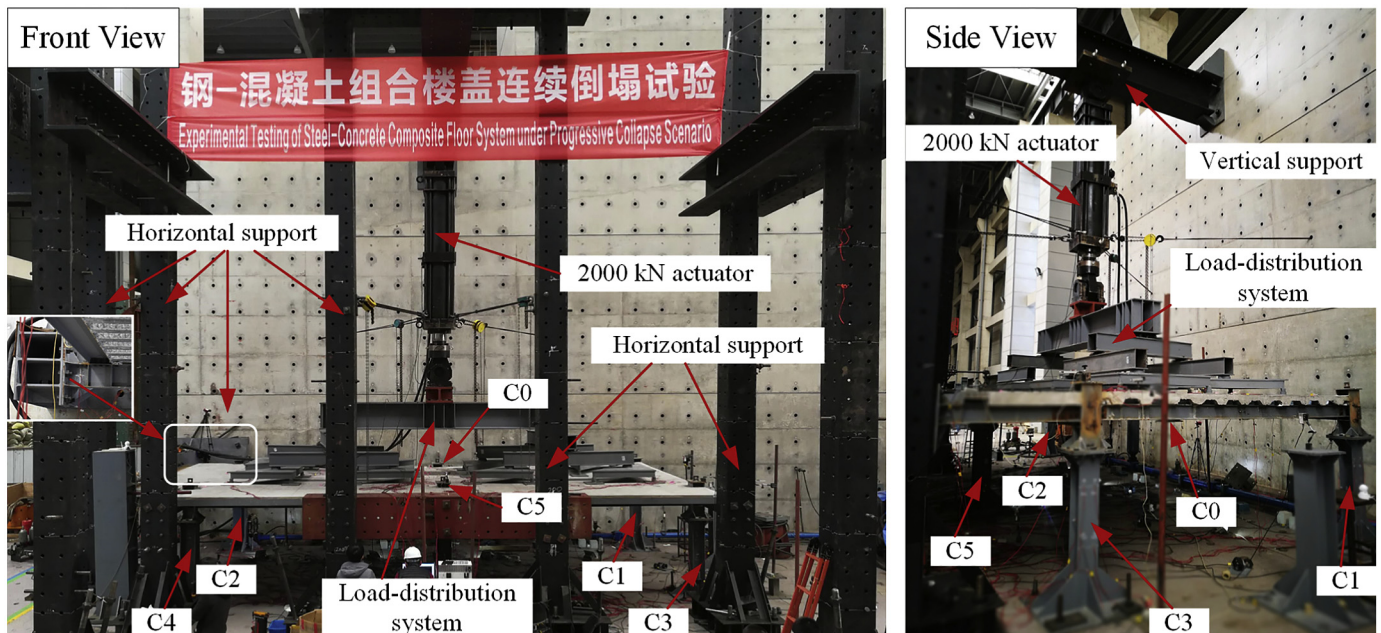 Front View
钢-混凝土组合楼盖连续倒塌试验
Experimental Testing of Steel-Concrete Composite Floor System under Progressive Collapse Scenario
Horizontal support
2000 kN actuator
Horizontal support
C0
C5
C2
C1
C4
Load-distribution
system
C3
Side View
2000 kN actuator
Vertical support
Load-distribution
system
C2
C0
C5
C1
C3